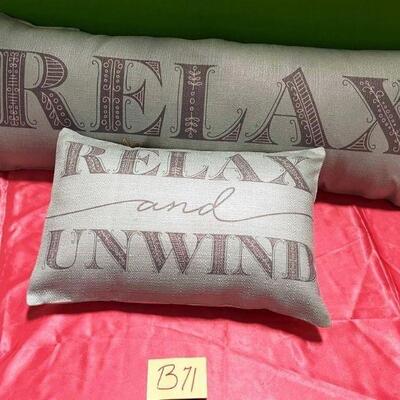 RELAX
RELAX
and
UNWIND
B71